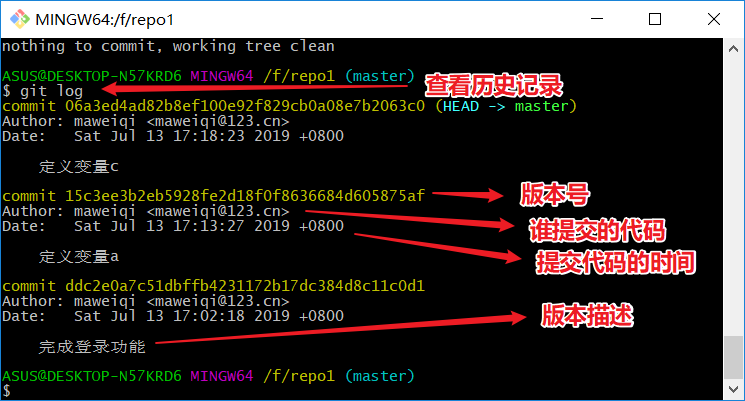 MINGW64:/f/repo1
nothing to commit, working tree clean
ASUS@DESKTOP-N57KRD6 MINGW64 /f/repo1 (master)
$ git log
查看历史记录
commit 06a3ed4ad82b8ef100e92f829cb0a08e7b2063c0 (HEAD -> master)
Author: maweiqi <maweiqi@123.cn>
Date:   Sat Jul 13 17:18:23 2019 +0800
定义变量c
commit 15c3ee3b2eb5928fe2d18f0f8636684d605875af
版本号
Author: maweiqi <maweiqi@123.cn>
谁提交的代码
Date:   Sat Jul 13 17:13:27 2019 +0800
提交代码的时间
定义变量a
commit ddc2e0a7c51dbffb4231172b17dc384d8c11c0d1
Author: maweiqi <maweiqi@123.cn>
Date:   Sat Jul 13 17:02:18 2019 +0800
版本描述
完成登录功能
ASUS@DESKTOP-N57KRD6 MINGW64 /f/repo1 (master)
$